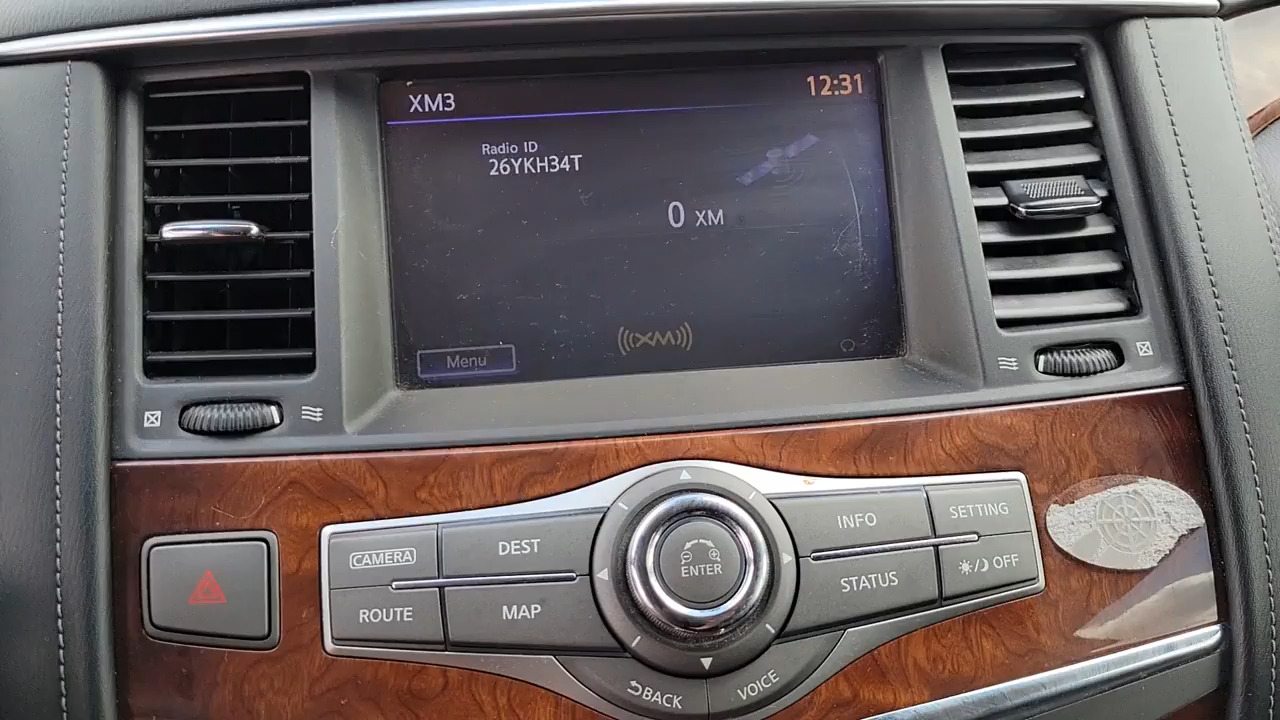 XM3
12:31
Radio ID
26YKH34T
0 XM
((XM))
Menu
CAMERA
DEST
INFO
SETTING
ENTER
ROUTE
MAP
STATUS
OFF
BACK
VOICE